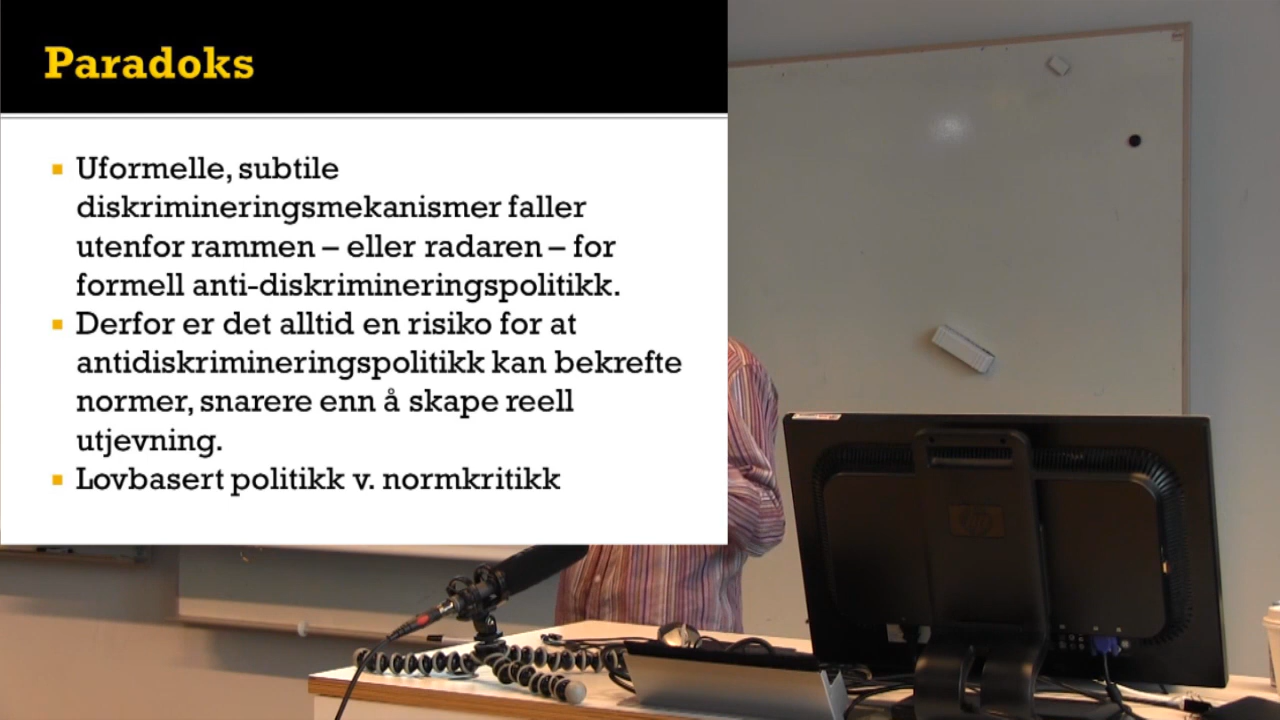 Paradoks
Uformelle, subtile
diskrimineringsmekanismer faller
utenfor rammen – eller radaren – for
formell anti-diskrimineringspolitikk.
Derfor er det alltid en risiko for at
antidiskrimineringspolitikk kan bekrefte
normer, snarere enn å skape reell
utjevning.
Lovbasert politikk v. normkritikk
hp